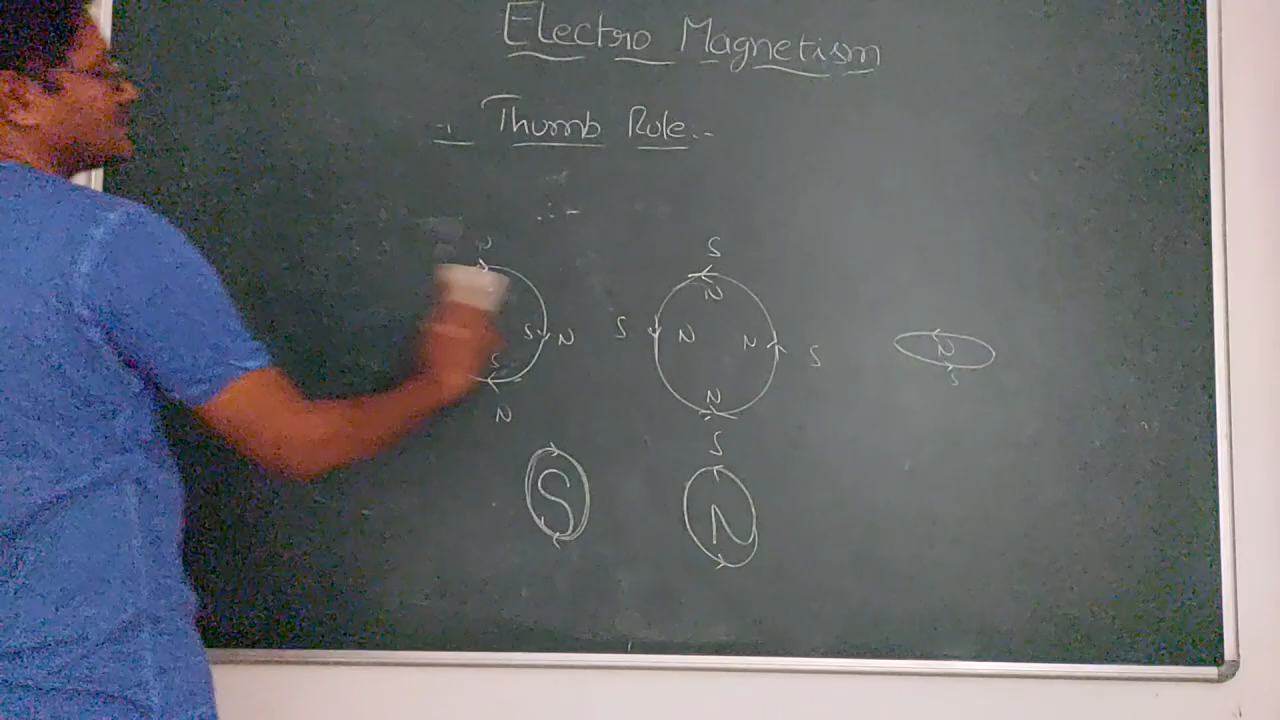 Electro Magnetism
Thumb Rule
N S
N
S N S N N S N
S S
N
N
S
S N